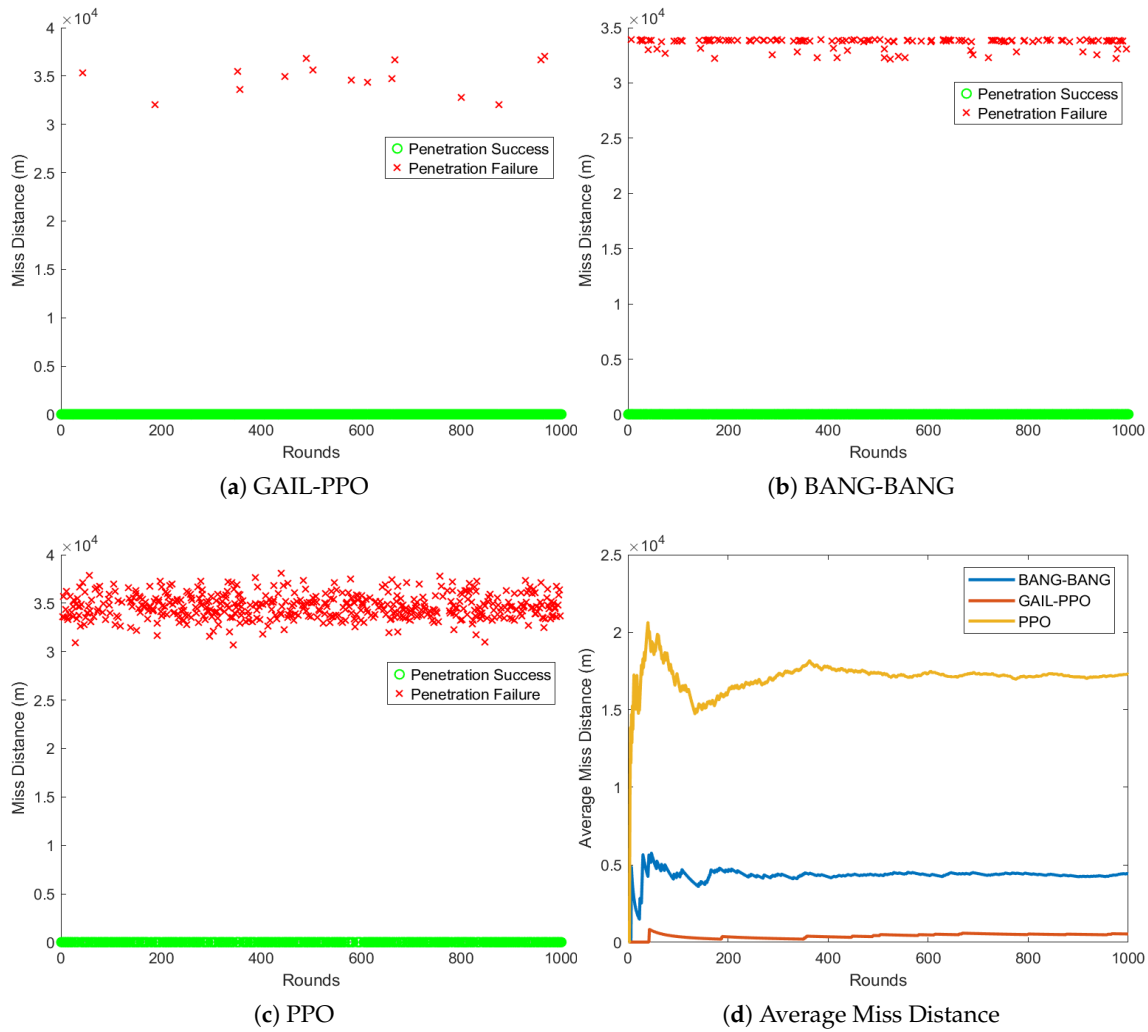 ×10⁴
4
3.5
3
2.5
2
1.5
1
0.5
0
0 200 400 600 800 1000
Miss Distance (m)
Rounds
Penetration Success
Penetration Failure
(a) GAIL-PPO
×10⁴
3.5
3
2.5
2
1.5
1
0.5
0
0 200 400 600 800 1000
Miss Distance (m)
Rounds
Penetration Success
Penetration Failure
(b) BANG-BANG
×10⁴
4
3.5
3
2.5
2
1.5
1
0.5
0
0 200 400 600 800 1000
Miss Distance (m)
Rounds
Penetration Success
Penetration Failure
(c) PPO
×10⁴
2.5
2
1.5
1
0.5
0
0 200 400 600 800 1000
Average Miss Distance (m)
Rounds
BANG-BANG
GAIL-PPO
PPO
(d) Average Miss Distance